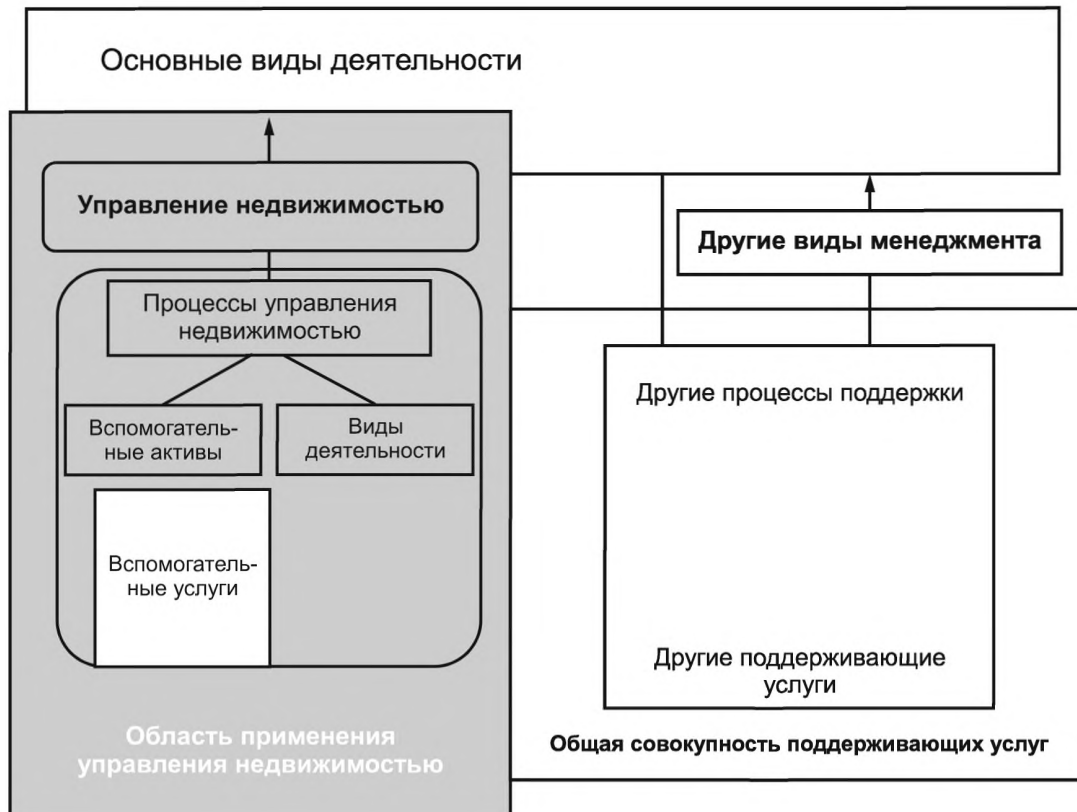 Основные виды деятельности
Управление недвижимостью
Другие виды менеджмента
Процессы управления
недвижимостью
Другие процессы поддержки
Вспомогатель-
ные активы
Виды
деятельности
Вспомогатель-
ные услуги
Другие поддерживающие
услуги
Область применения
управления недвижимостью
Общая совокупность поддерживающих услуг